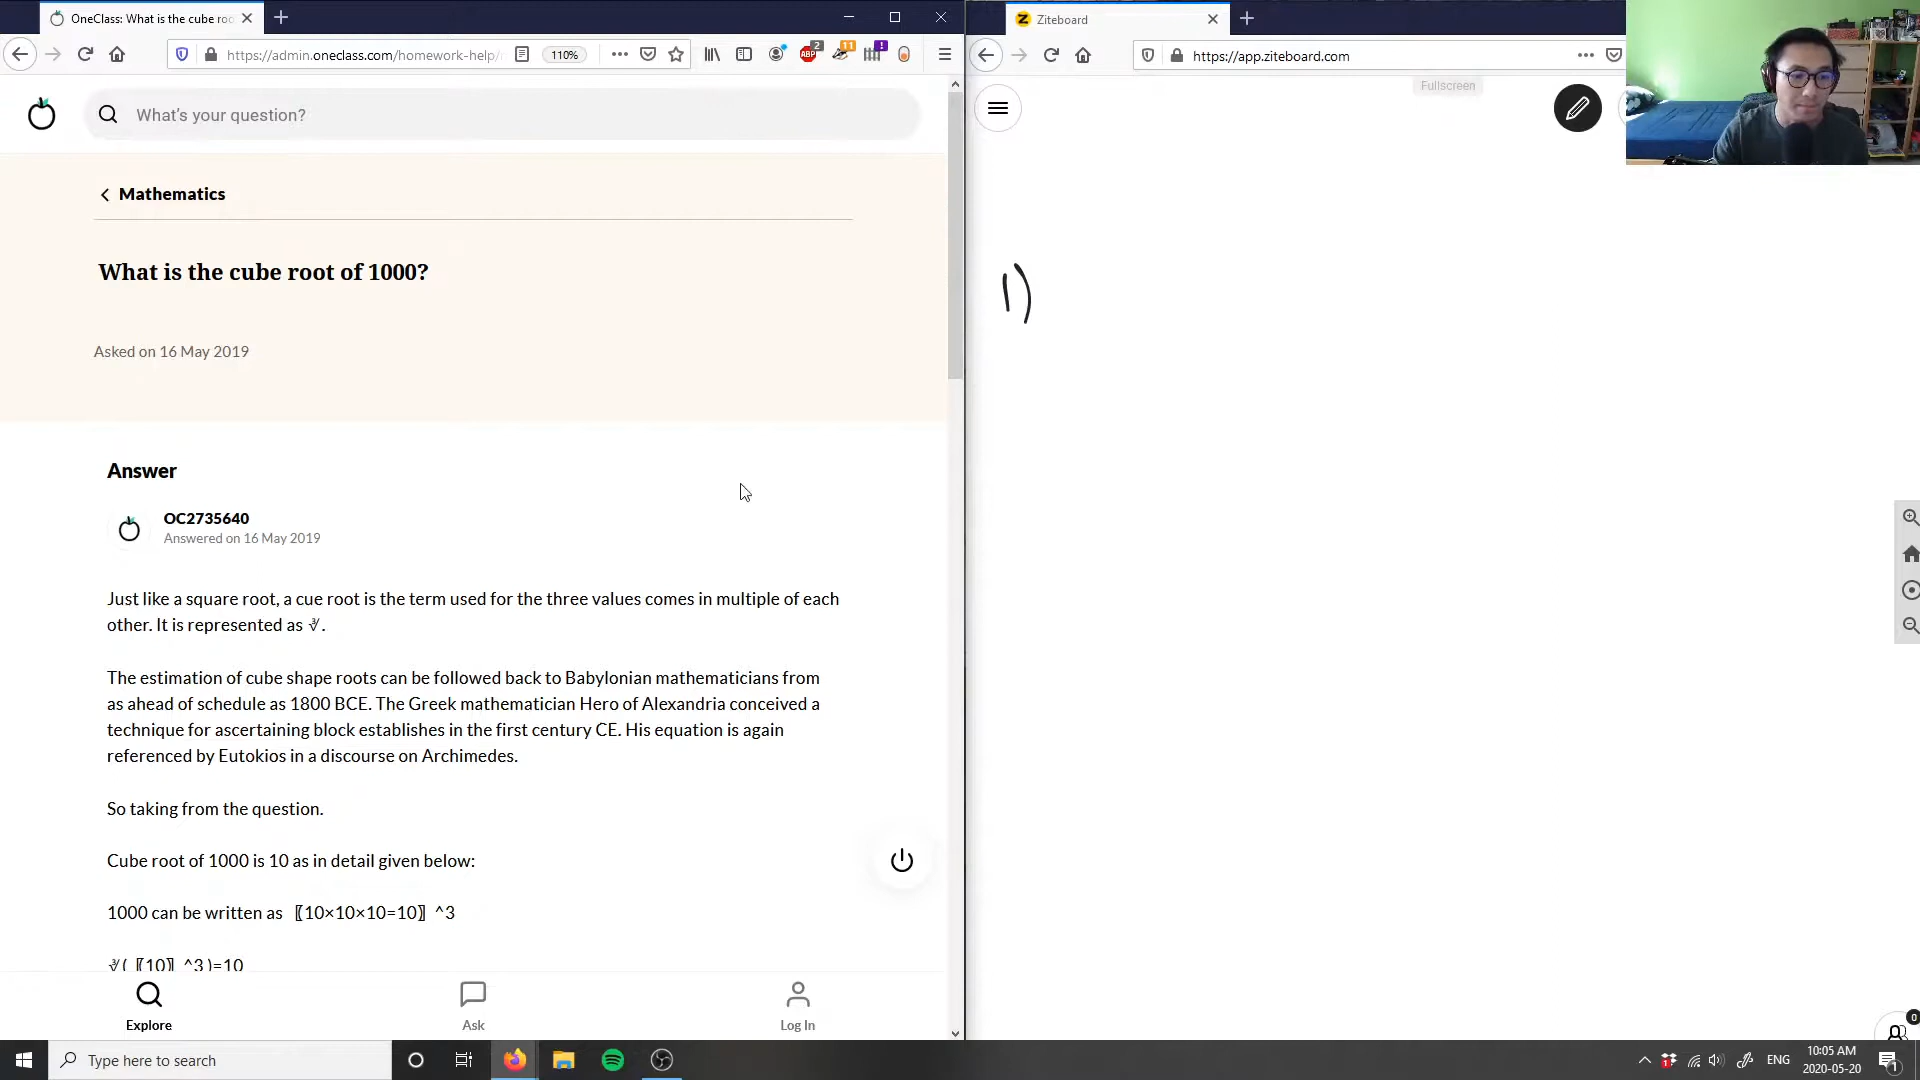 OneClass: What is the cube roo
Ziteboard
https://admin.oneclass.com/homework-help/
110%
ABP
2
11
!
https://app.ziteboard.com
Fullscreen
What's your question?
Mathematics
What is the cube root of 1000?
Asked on 16 May 2019
1)
Answer
OC2735640
Answered on 16 May 2019
Just like a square root, a cue root is the term used for the three values comes in multiple of each
other. It is represented as ∛.
The estimation of cube shape roots can be followed back to Babylonian mathematicians from
as ahead of schedule as 1800 BCE. The Greek mathematician Hero of Alexandria conceived a
technique for ascertaining block establishes in the first century CE. His equation is again
referenced by Eutokios in a discourse on Archimedes.
So taking from the question.
Cube root of 1000 is 10 as in detail given below:
1000 can be written as 〖10×10×10=10〗^3
∛(〖10〗^3)=10
Explore
Ask
Log In
0
Type here to search
ENG
10:05 AM
2020-05-20
1